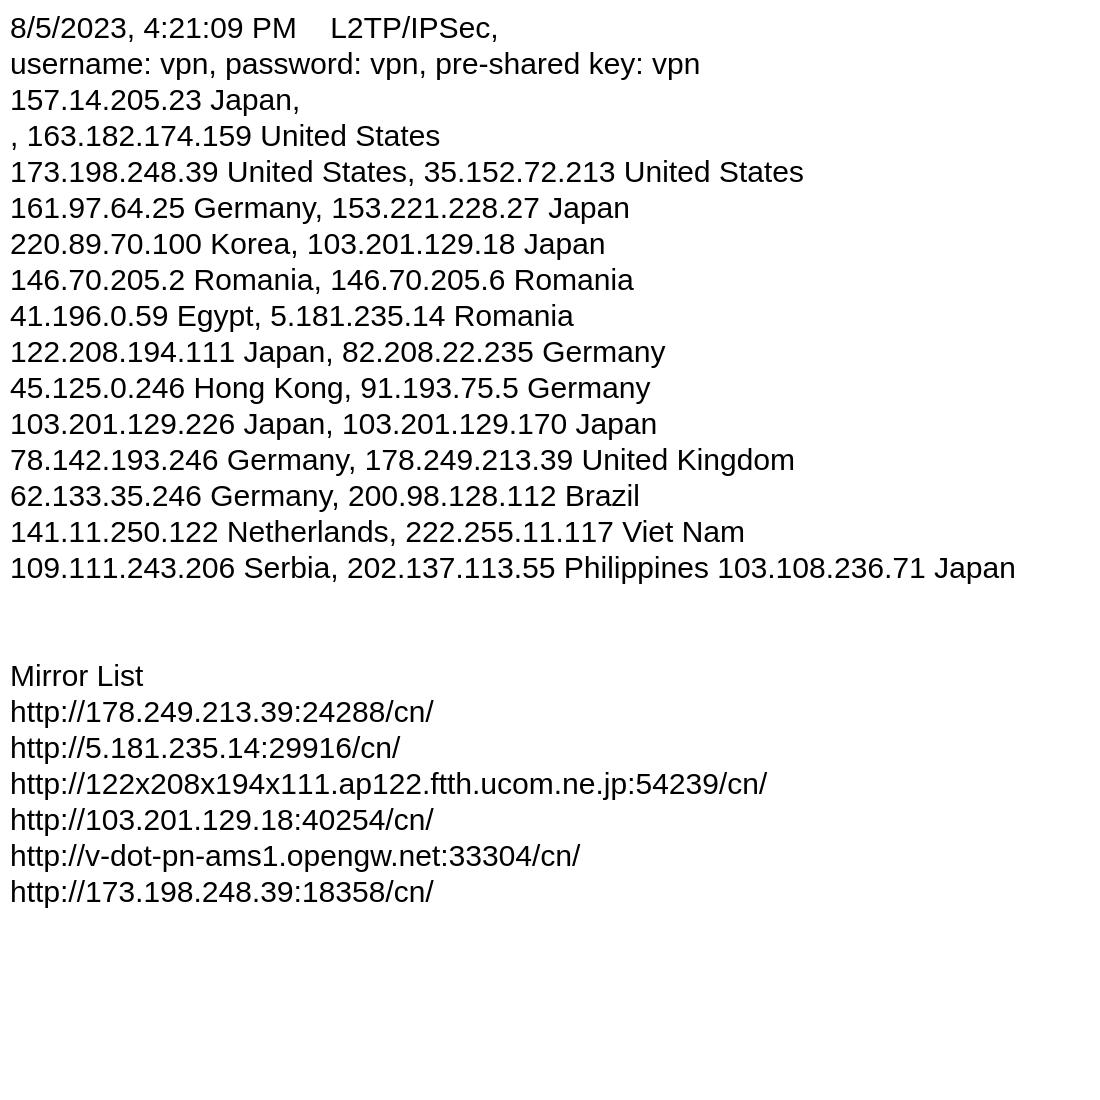 8/5/2023, 4:21:09 PM    L2TP/IPSec,
username: vpn, password: vpn, pre-shared key: vpn
157.14.205.23 Japan,
, 163.182.174.159 United States
173.198.248.39 United States, 35.152.72.213 United States
161.97.64.25 Germany, 153.221.228.27 Japan
220.89.70.100 Korea, 103.201.129.18 Japan
146.70.205.2 Romania, 146.70.205.6 Romania
41.196.0.59 Egypt, 5.181.235.14 Romania
122.208.194.111 Japan, 82.208.22.235 Germany
45.125.0.246 Hong Kong, 91.193.75.5 Germany
103.201.129.226 Japan, 103.201.129.170 Japan
78.142.193.246 Germany, 178.249.213.39 United Kingdom
62.133.35.246 Germany, 200.98.128.112 Brazil
141.11.250.122 Netherlands, 222.255.11.117 Viet Nam
109.111.243.206 Serbia, 202.137.113.55 Philippines 103.108.236.71 Japan
Mirror List
http://178.249.213.39:24288/cn/
http://5.181.235.14:29916/cn/
http://122x208x194x111.ap122.ftth.ucom.ne.jp:54239/cn/
http://103.201.129.18:40254/cn/
http://v-dot-pn-ams1.opengw.net:33304/cn/
http://173.198.248.39:18358/cn/